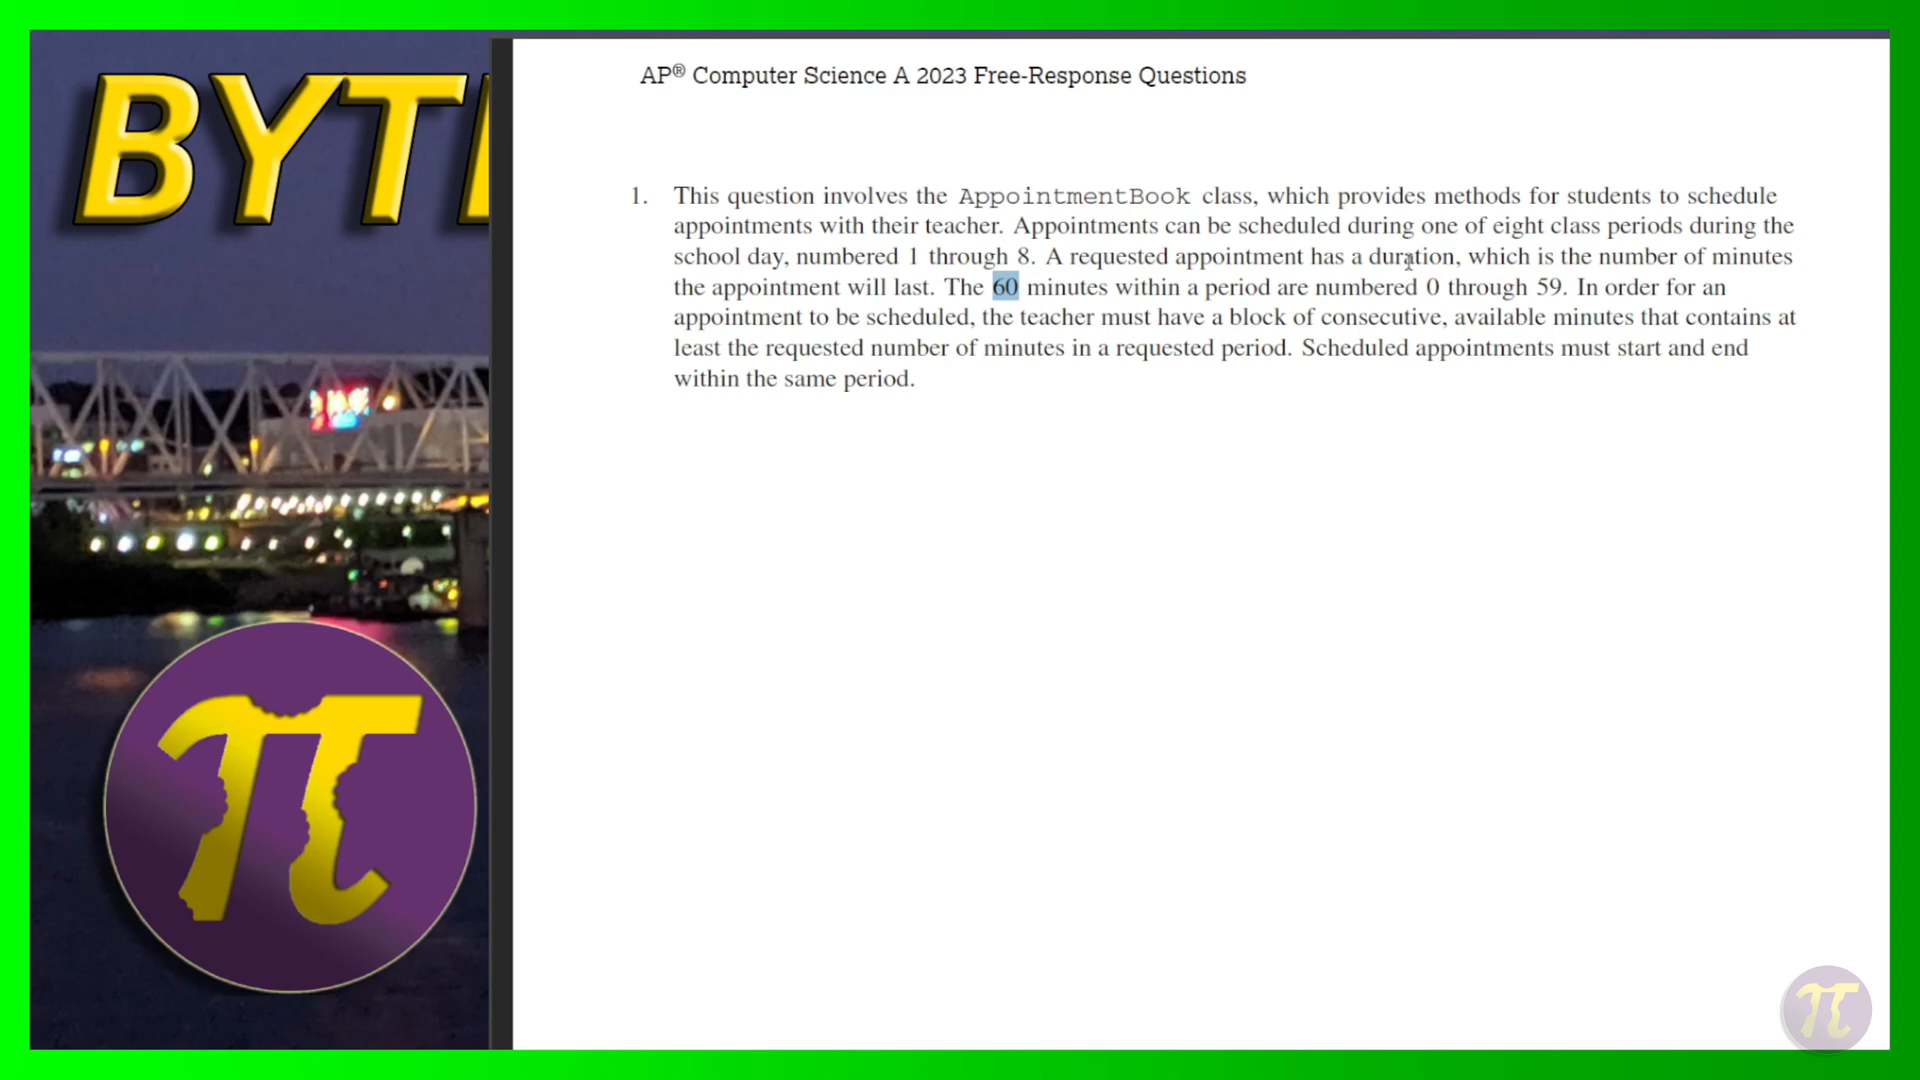 BYT
AP® Computer Science A 2023 Free-Response Questions
1. This question involves the AppointmentBook class, which provides methods for students to schedule
appointments with their teacher. Appointments can be scheduled during one of eight class periods during the
school day, numbered 1 through 8. A requested appointment has a duration, which is the number of minutes
the appointment will last. The 60 minutes within a period are numbered 0 through 59. In order for an
appointment to be scheduled, the teacher must have a block of consecutive, available minutes that contains at
least the requested number of minutes in a requested period. Scheduled appointments must start and end
within the same period.
π
π